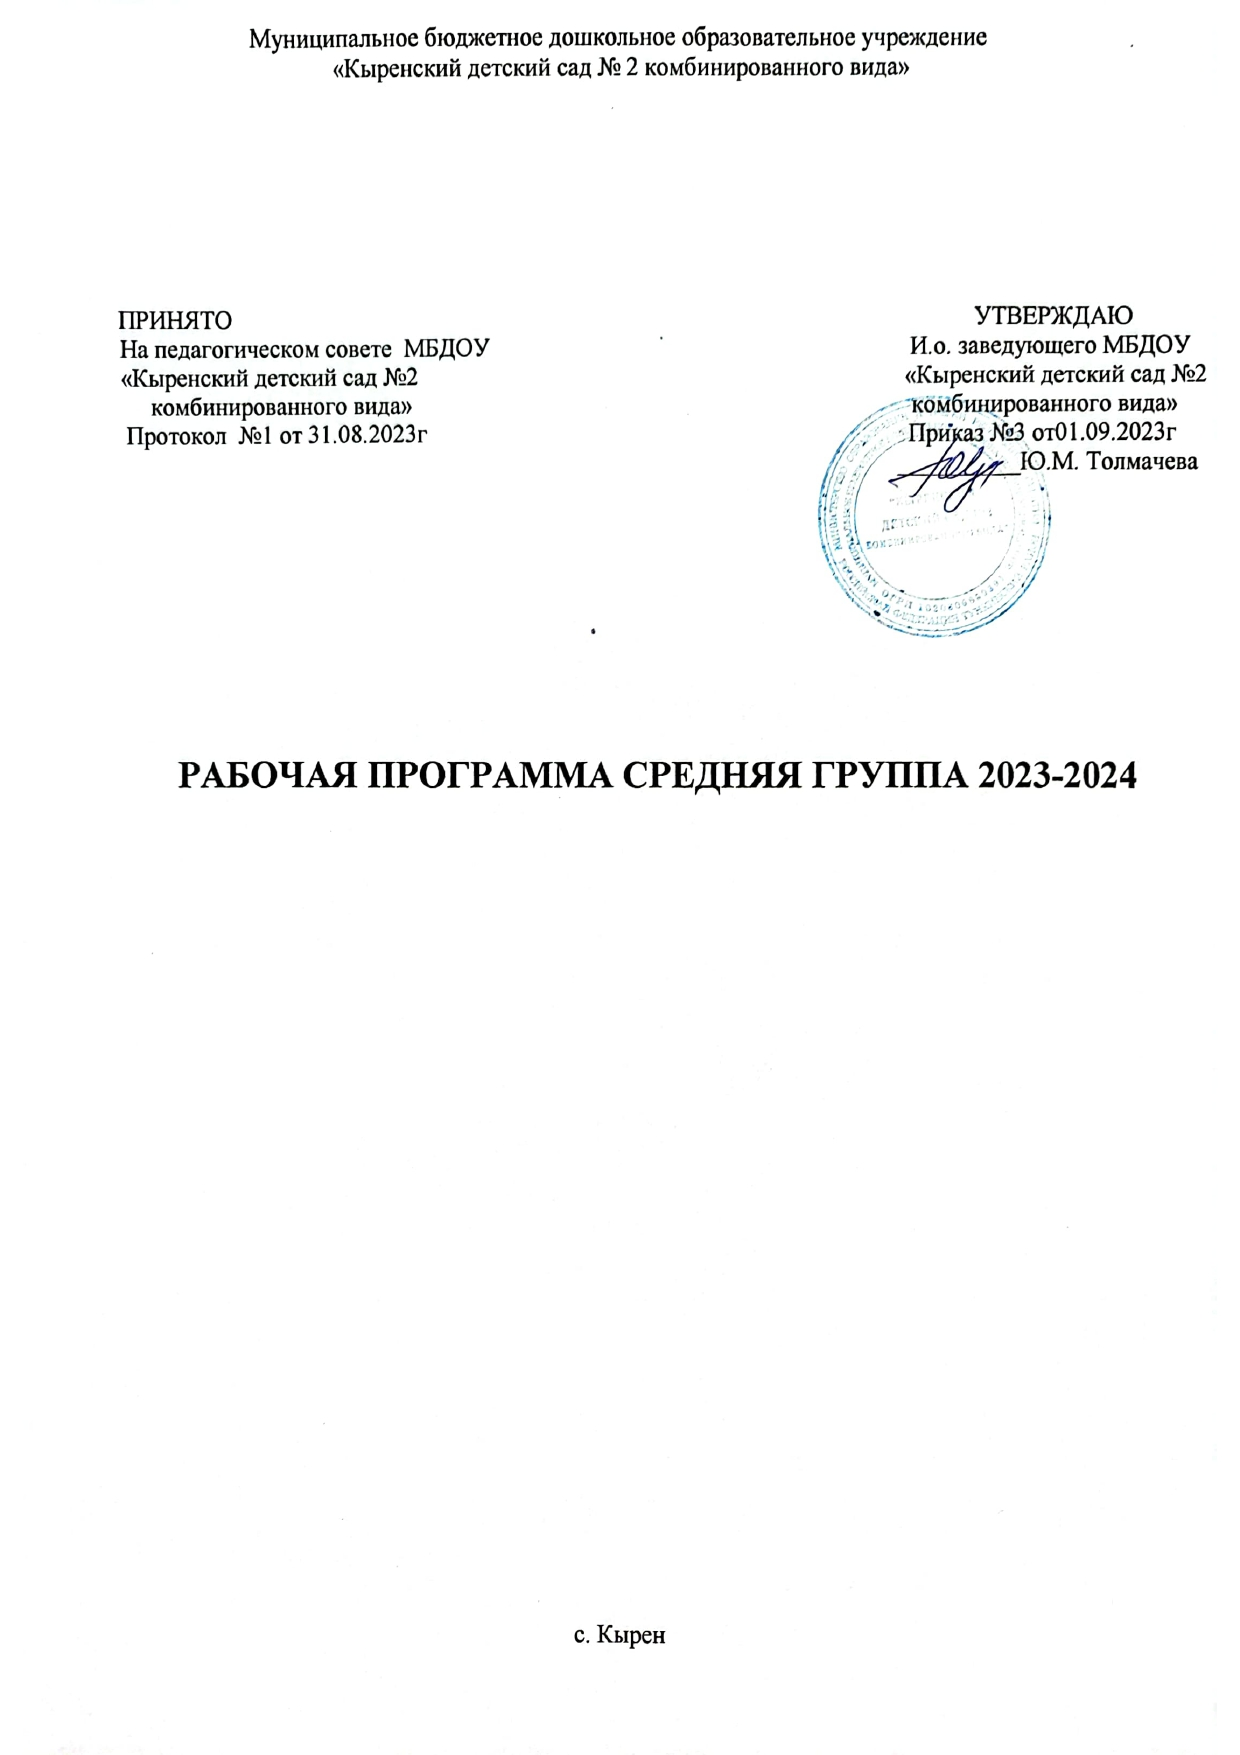 Муниципальное бюджетное дошкольное образовательное учреждение
«Кыренский детский сад № 2 комбинированного вида»
ПРИНЯТО
На педагогическом совете МБДОУ
«Кыренский детский сад №2
комбинированного вида»
Протокол №1 от 31.08.2023г
УТВЕРЖДАЮ
И.о. заведующего МБДОУ
«Кыренский детский сад №2
комбинированного вида»
Приказ №3 от01.09.2023г
Ю.М. Толмачева
РАБОЧАЯ ПРОГРАММА СРЕДНЯЯ ГРУППА 2023-2024
с. Кырен